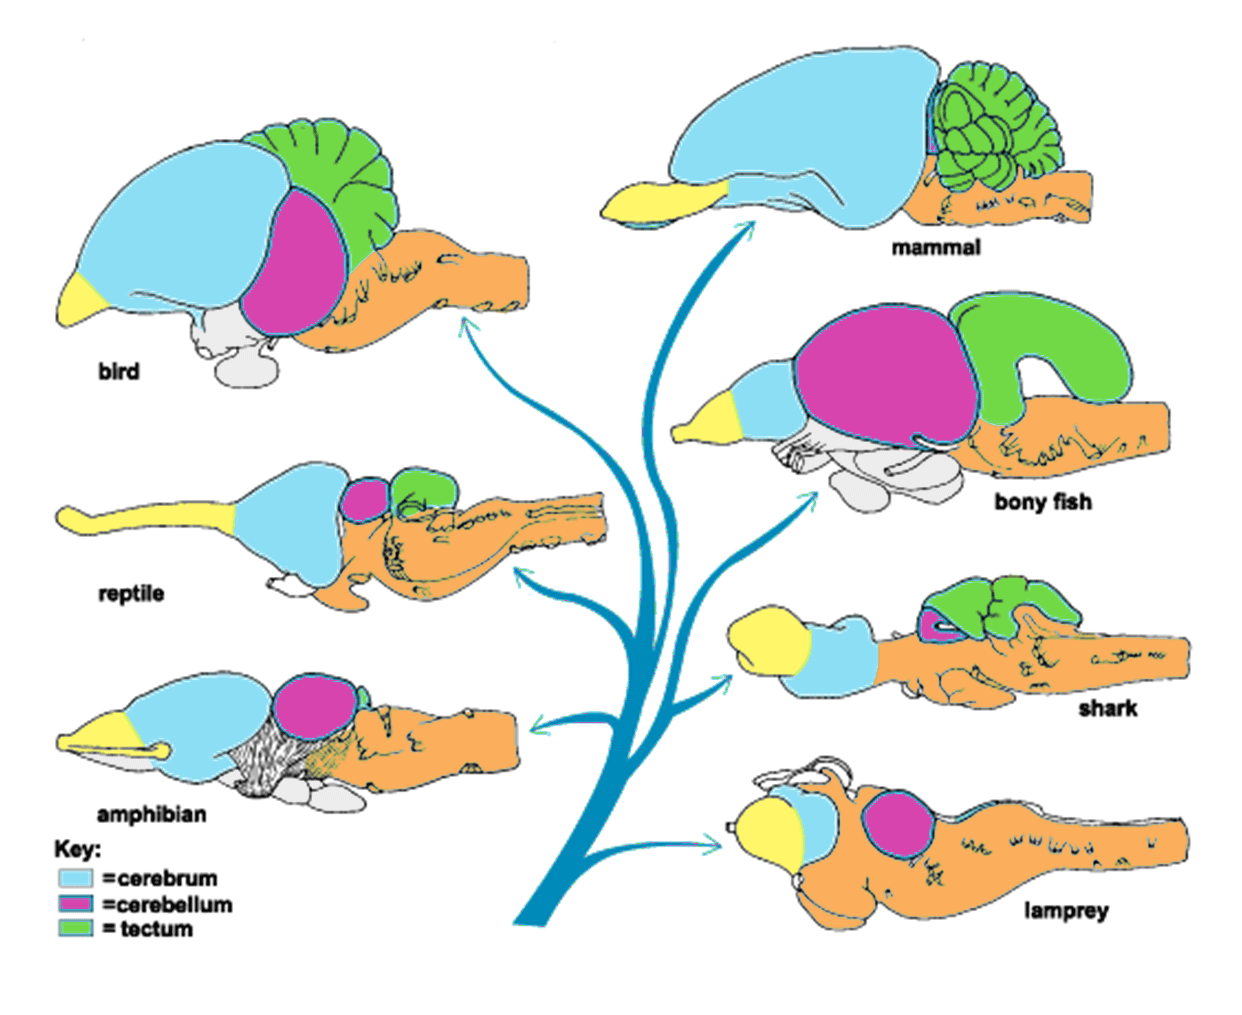 mammal
bird
bony fish
reptile
shark
amphibian
Key:
=cerebrum
=cerebellum
= tectum
lamprey